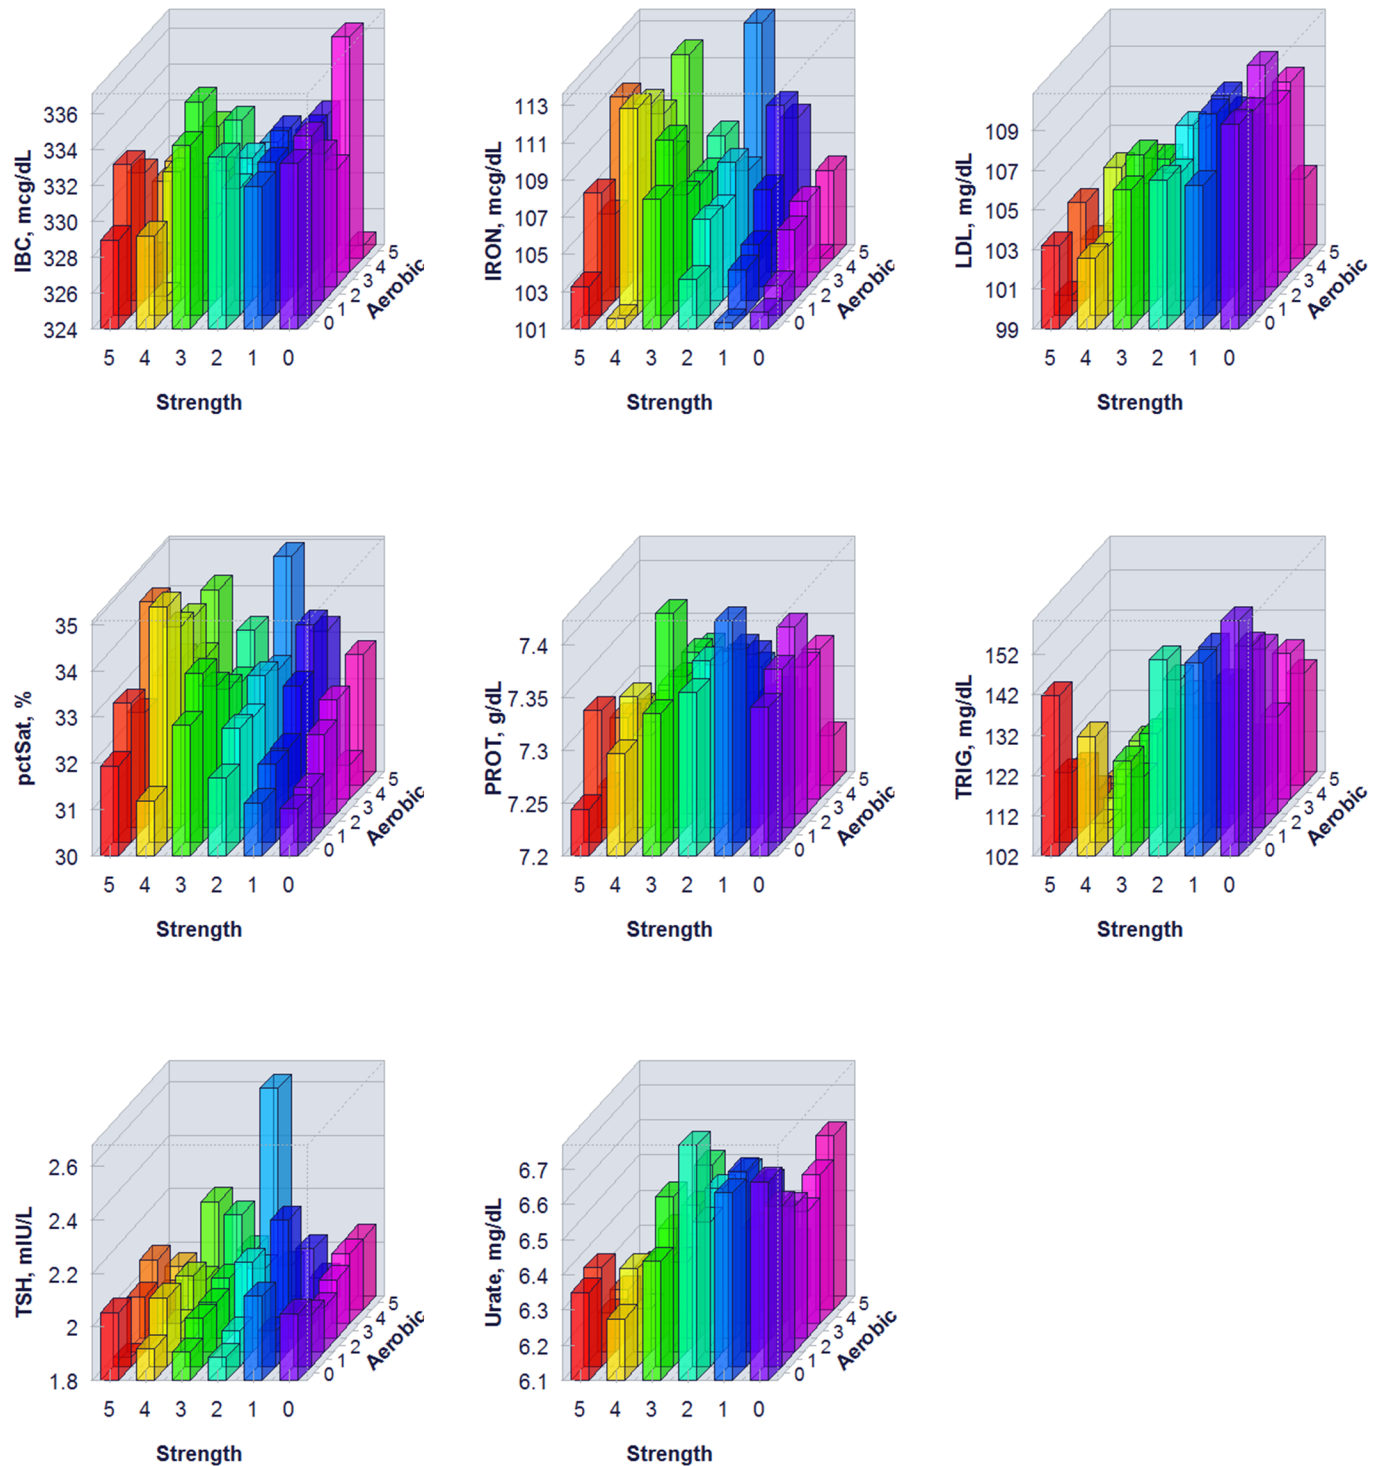 IBC, mcg/dL
336
334
332
330
328
326
324
5 4 3 2 1 0
Strength
0 1 2 3 4 5
Aerobic
IRON, mcg/dL
113
111
109
107
105
103
101
5 4 3 2 1 0
Strength
0 1 2 3 4 5
Aerobic
LDL, mg/dL
109
107
105
103
101
99
5 4 3 2 1 0
Strength
0 1 2 3 4 5
Aerobic
pctSat, %
35
34
33
32
31
30
5 4 3 2 1 0
Strength
0 1 2 3 4 5
Aerobic
PROT, g/dL
7.4
7.35
7.3
7.25
7.2
5 4 3 2 1 0
Strength
0 1 2 3 4 5
Aerobic
TRIG, mg/dL
152
142
132
122
112
102
5 4 3 2 1 0
Strength
0 1 2 3 4 5
Aerobic
TSH, mIU/L
2.6
2.4
2.2
2
1.8
5 4 3 2 1 0
Strength
0 1 2 3 4 5
Aerobic
Urate, mg/dL
6.7
6.6
6.5
6.4
6.3
6.2
6.1
5 4 3 2 1 0
Strength
0 1 2 3 4 5
Aerobic